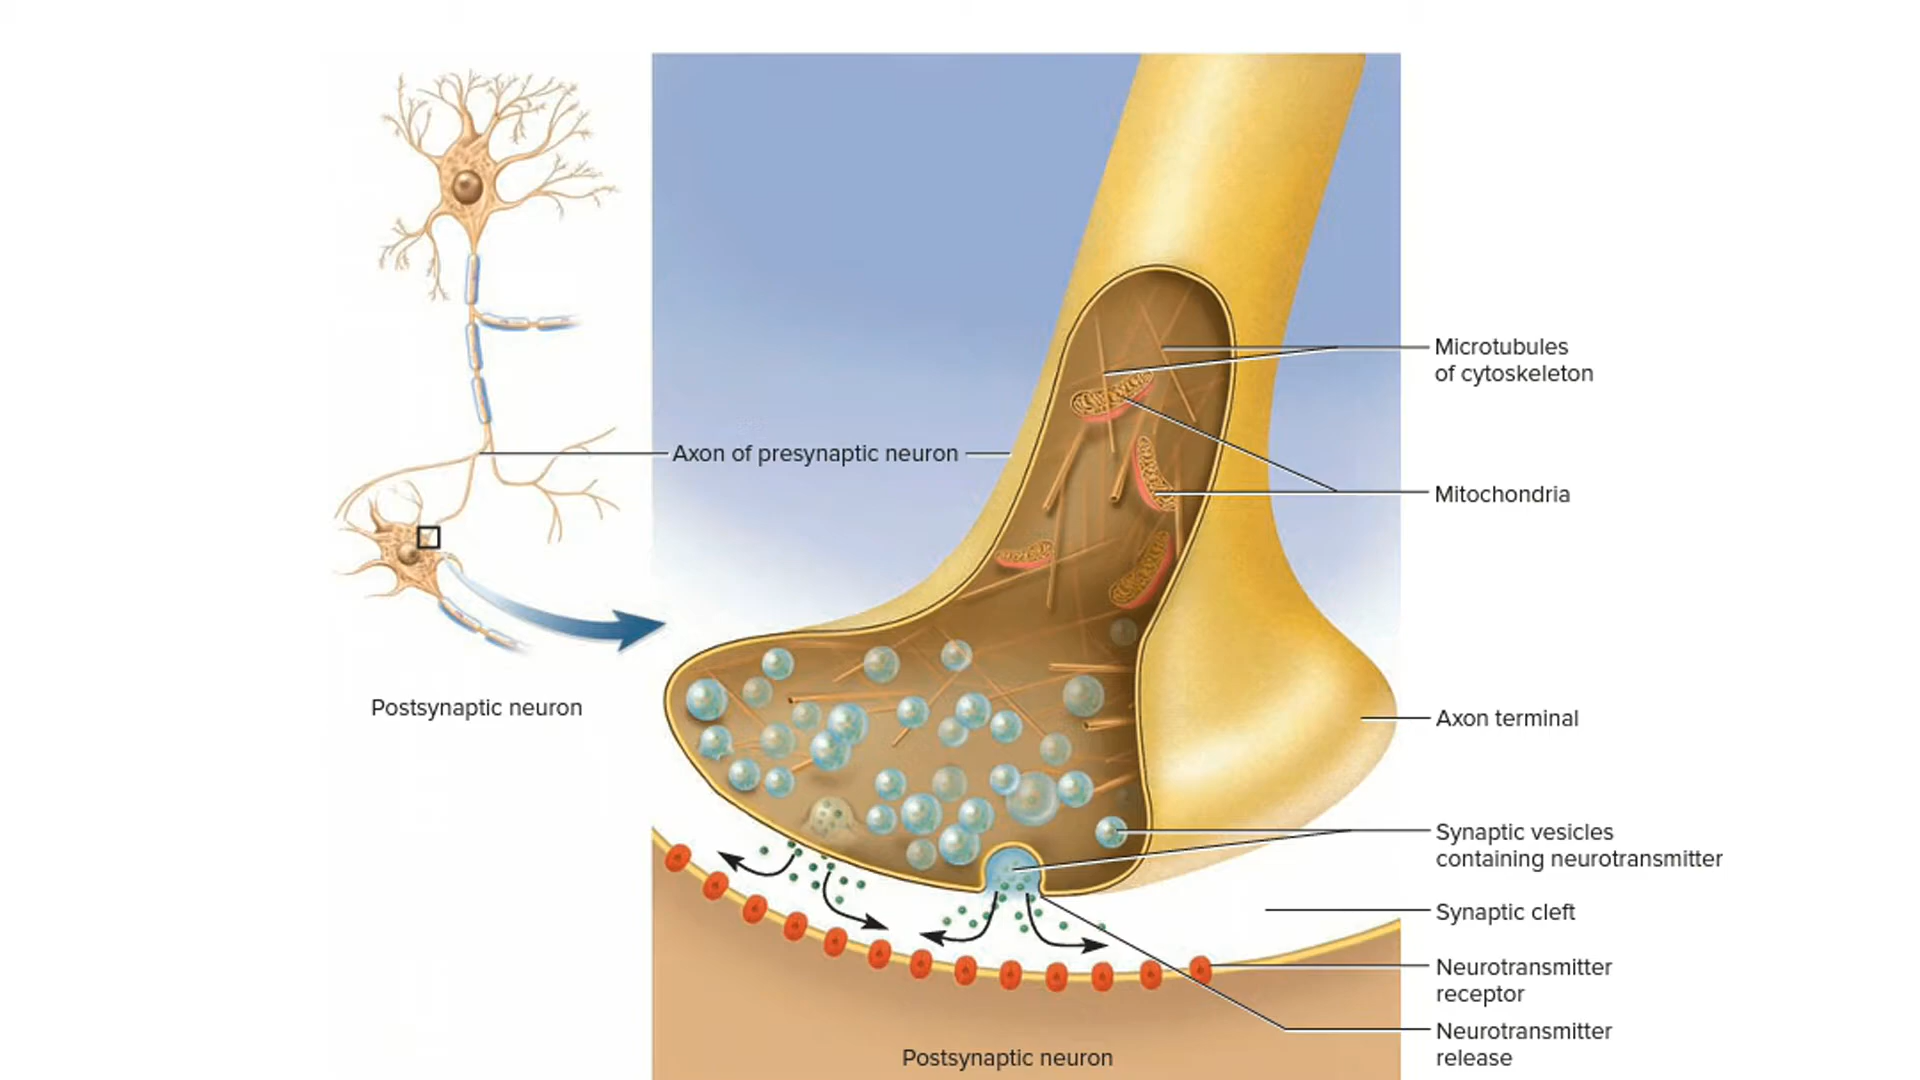 Microtubules
of cytoskeleton
Axon of presynaptic neuron
Mitochondria
Postsynaptic neuron
Axon terminal
Synaptic vesicles
containing neurotransmitter
Synaptic cleft
Neurotransmitter
receptor
Neurotransmitter
release
Postsynaptic neuron